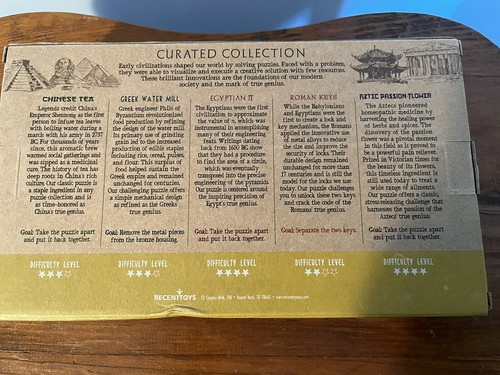 CURATED COLLECTION
Early civilizations shaped our world by solving puzzles. Faced with a problem,
they were able to visualize and execute a creative solution with few resources.
These brilliant innovations are the foundations of our modern
society and the mark of true genius.
CHINESE TEA
Legends credit China's
Emperor Shennong as the first
person to infuse tea leaves
with boiling water during a
march with his army in 2737
BC. For thousands of years
since, this aromatic brew
warmed social gatherings and
was sipped as a medicinal
cure. The history of tea has
deep roots in China's rich
culture. Our classic puzzle is
a staple ingredient in any
puzzle collection and is
as time-honored as
China's true genius.
Goal: Take the puzzle apart
and put it back together.
DIFFICULTY LEVEL
GREEK WATER MILL
Greek engineer Philo of
Byzantium revolutionized
food production by refining
the design of the water mill.
Its primary use of grinding
grain led to the increased
production of edible staples
including rice, cereal, pulses,
and flour. This surplus of
food helped sustain the
Greek empire and remained
unchanged for centuries.
Our challenging puzzle offers
a simple mechanical design
as refined as the Greeks'
true genius.
Goal: Remove the metal pieces
from the bronze housing.
DIFFICULTY LEVEL
EGYPTIAN π
The Egyptians were the first
civilization to approximate
the value of π, which was
instrumental in accomplishing
many of their engineering
feats. Writings dating
back from 1650 BC show
that they had a procedure
to find the area of a circle,
which was eventually
transposed into the precise
engineering of the pyramids.
Our puzzle is centered around
the inspiring precision of
Egypt's true genius.
Goal: Take the puzzle apart
and put it back together.
DIFFICULTY LEVEL
ROMAN KEYS
While the Babylonians
and Egyptians were the first
to create a lock and
key mechanism, the Romans
applied the innovative use
of metal alloys to reduce
the size and improve the
security of locks. Their
durable design remained
unchanged for more than
17 centuries and is still the
model for the locks we use
today. Our puzzle challenges
you to unlock these two keys
and crack the code of the
Romans' true genius.
Goal: Separate the two keys.
DIFFICULTY LEVEL
AZTEC PASSION FLOWER
The Aztecs pioneered
homeopathic medicine by
harvesting the healing power
of herbs and spices. The
discovery of the passion
flower was a pivotal moment
in this field as it is proved to
be a powerful pain reliever.
Prized in Victorian times for
the beauty of its flowers,
this timeless ingredient is
still used today to treat a
wide range of ailments.
Our puzzle offers a classic,
stress-releasing challenge that
harnesses the passion of the
Aztecs' true genius.
Goal: Take the puzzle apart
and put it back together.
DIFFICULTY LEVEL
RECENTTOYS